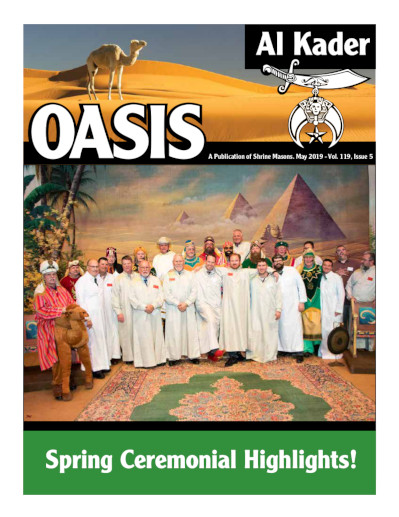 Al Kader
OASIS
A Publication of Shrine Masons. May 2019 - Vol. 119, Issue 5
Spring Ceremonial Highlights!